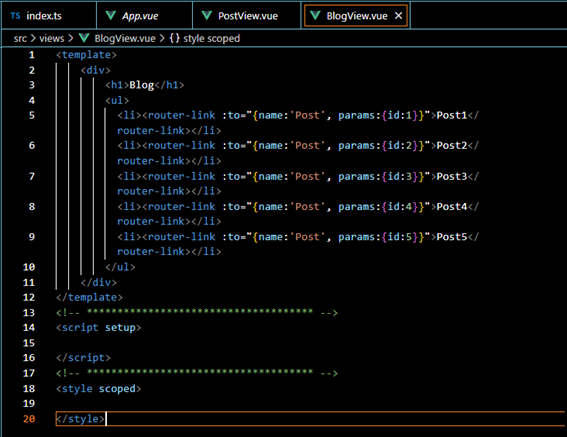 TS index.ts App.vue PostView.vue BlogView.vue ×
src > views > BlogView.vue > {} style scoped
1 <template>
2 <div>
3 <h1>Blog</h1>
4 <ul>
5 <li><router-link :to="{name:'Post', params:{id:1}}">Post1</
router-link></li>
6 <li><router-link :to="{name:'Post', params:{id:2}}">Post2</
router-link></li>
7 <li><router-link :to="{name:'Post', params:{id:3}}">Post3</
router-link></li>
8 <li><router-link :to="{name:'Post', params:{id:4}}">Post4</
router-link></li>
9 <li><router-link :to="{name:'Post', params:{id:5}}">Post5</
router-link></li>
10 </ul>
11 </div>
12 </template>
13 <!-- ************************************* -->
14 <script setup>
15
16 </script>
17 <!-- ************************************* -->
18 <style scoped>
19
20 </style>